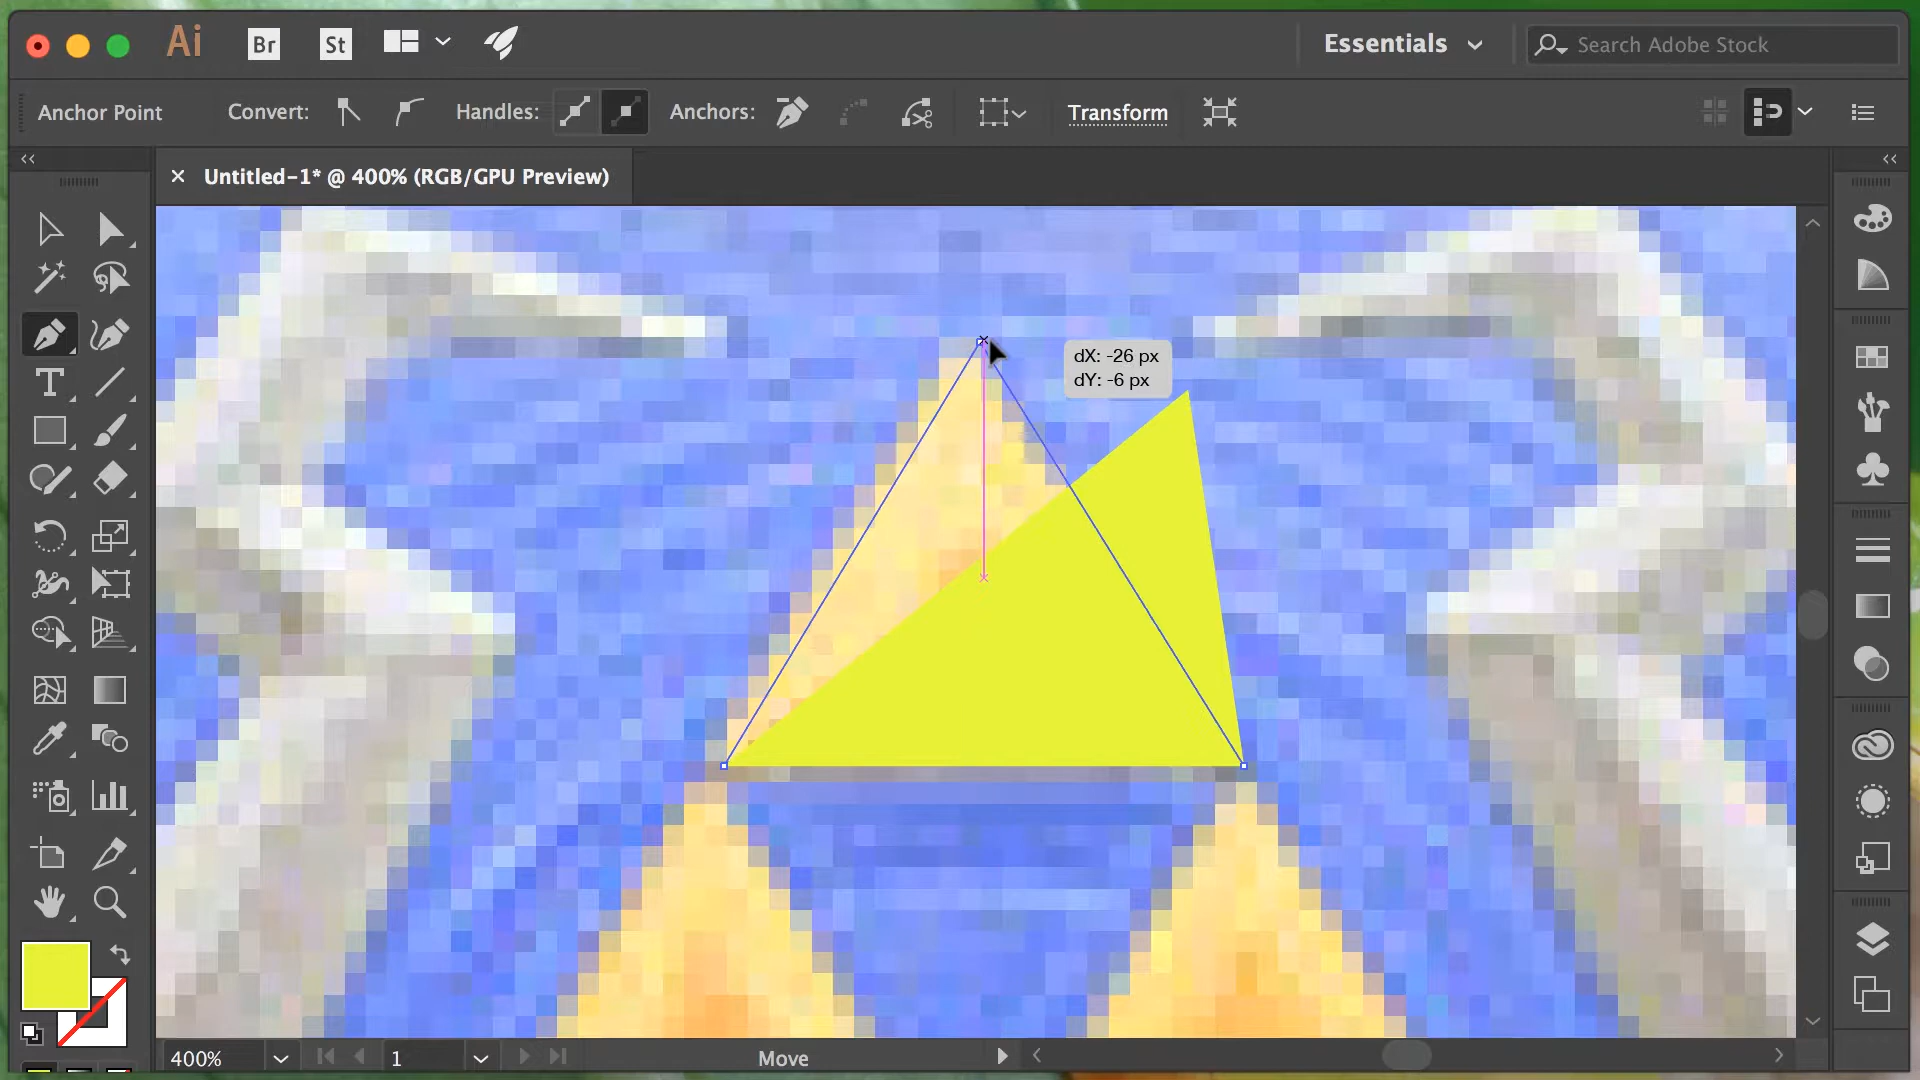 Ai Br St Essentials Search Adobe Stock
Anchor Point Convert: Handles: Anchors: Transform
Untitled-1* @ 400% (RGB/GPU Preview)
dX: -26 px
dY: -6 px
T
400% 1 Move